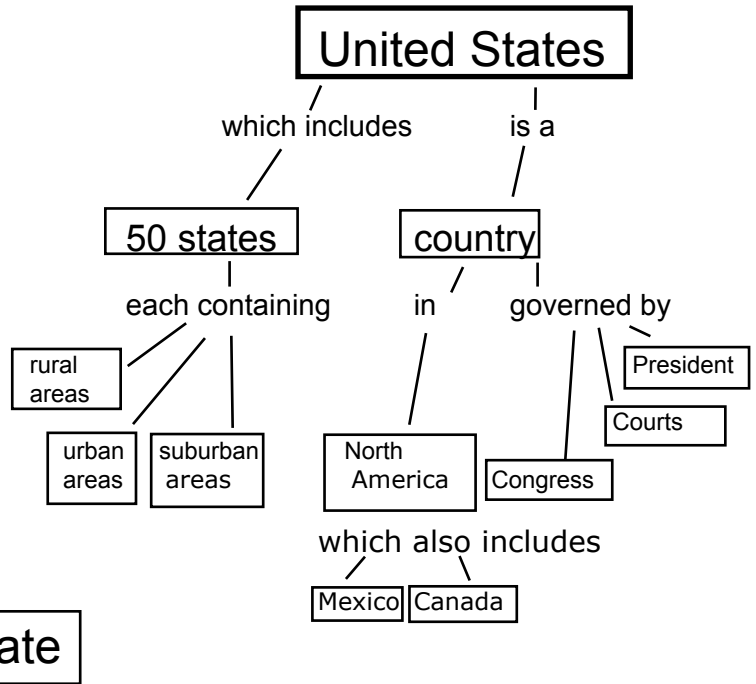 United States
which includes
is a
50 states
country
each containing
in
governed by
rural
areas
President
Courts
urban
areas
suburban
areas
North
America
Congress
which also includes
Mexico
Canada
ate